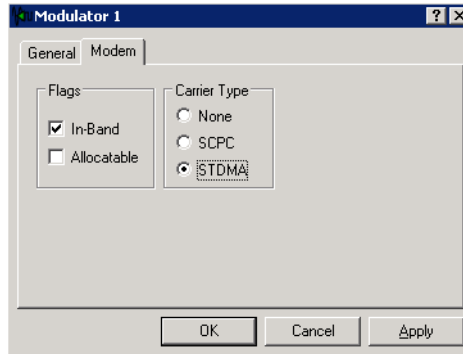 Modulator 1
General Modem
Flags
In-Band
Allocatable
Carrier Type
None
SCPC
STDMA
OK Cancel Apply